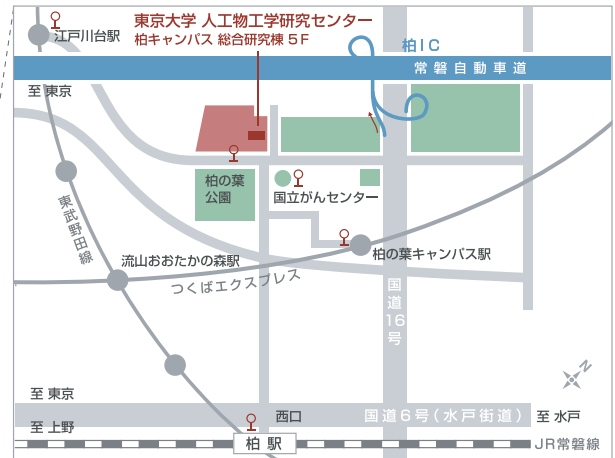 東京大学 人工物工学研究センター
柏キャンパス 総合研究棟 5F
江戸川台駅
柏IC
常磐自動車道
至 東京
柏の葉
公園
国立がんセンター
東武野田線
流山おおたかの森駅
柏の葉キャンパス駅
つくばエクスプレス
国道16号
N
至 東京
西口
国道6号(水戸街道)
至 水戸
至 上野
柏 駅
JR常磐線